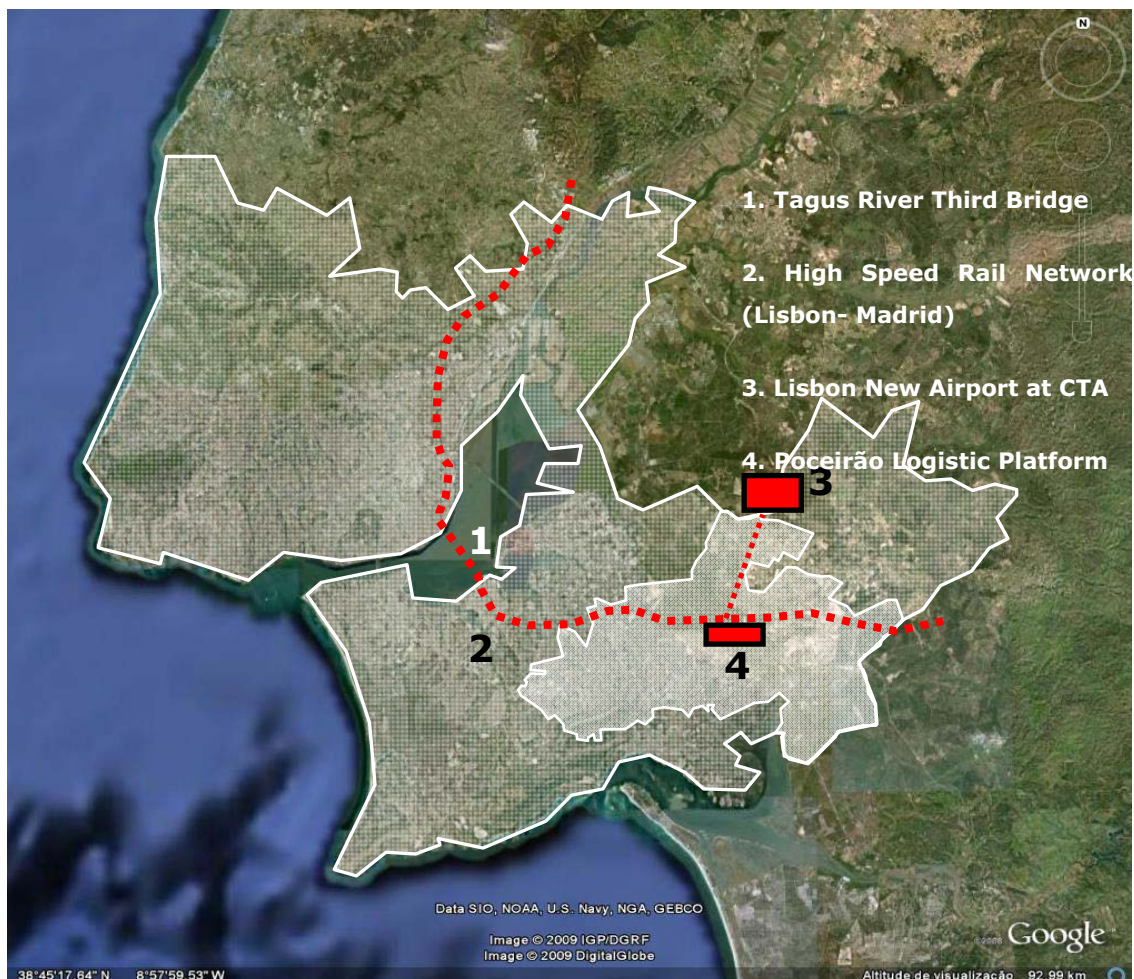 N
1. Tagus River Third Bridge
2. High Speed Rail Network
(Lisbon- Madrid)
3. Lisbon New Airport at CTA
4. Poceirão Logistic Platform
3
1
2
4
Data SIO, NOAA, U.S. Navy, NGA, GEBCO
Image © 2009 IGP/DGRF
Image © 2009 DigitalGlobe
Google
38°45'17.64" N 8°57'59.53" W
Altitude de visualização 92.99 km